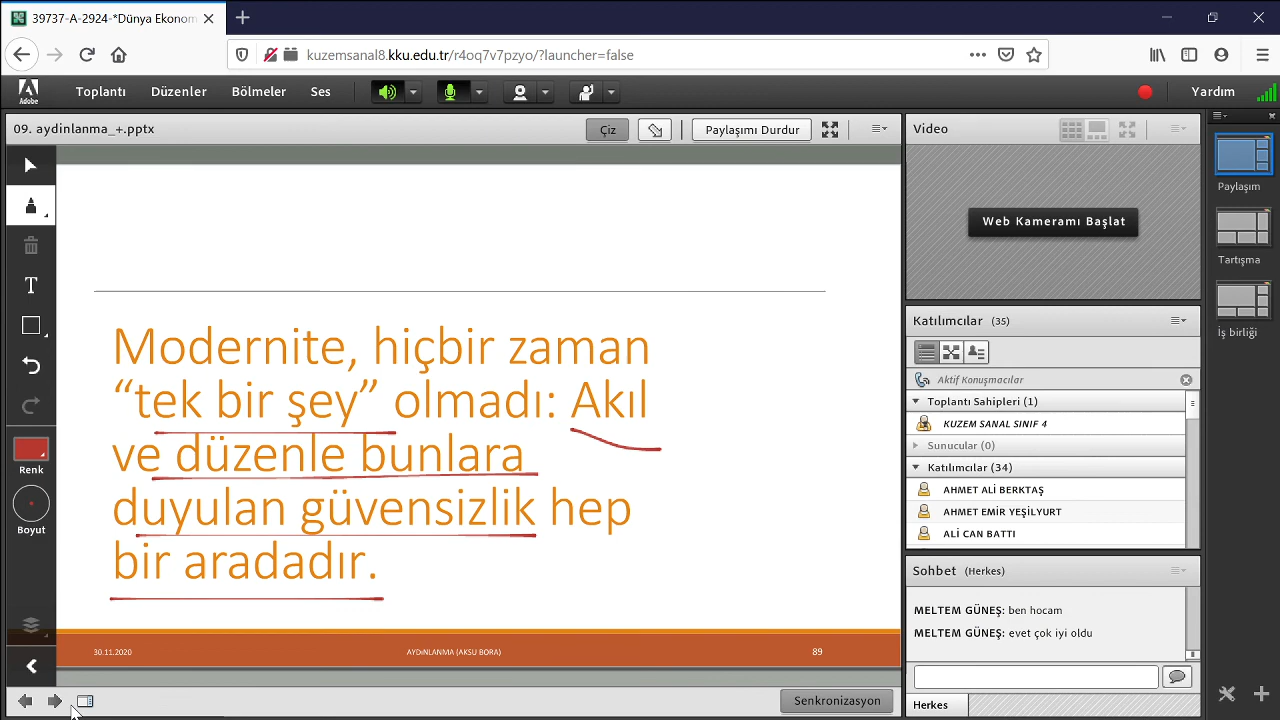 39737-A-2924-*Dünya Ekonom
kuzemsanal8.kku.edu.tr/r4oq7v7pzyo/?launcher=false
Adobe
Toplantı
Düzenler
Bölmeler
Ses
Yardım
09. aydinlanma_+.pptx
Çiz
Paylaşımı Durdur
Video
Web Kameramı Başlat
Paylaşım
Tartışma
İş birliği
T
Renk
Boyut
Modernite, hiçbir zaman
“tek bir şey” olmadı: Akıl
ve düzenle bunlara
duyulan güvensizlik hep
bir aradadır.
30.11.2020
AYDıNLANMA (AKSU BORA)
89
Katılımcılar (35)
Aktif Konuşmacılar
Toplantı Sahipleri (1)
KUZEM SANAL SINIF 4
Sunucular (0)
Katılımcılar (34)
AHMET ALİ BERKTAŞ
AHMET EMİR YEŞİLYURT
ALİ CAN BATTI
Sohbet (Herkes)
MELTEM GÜNEŞ: ben hocam
MELTEM GÜNEŞ: evet çok iyi oldu
Herkes
Senkronizasyon